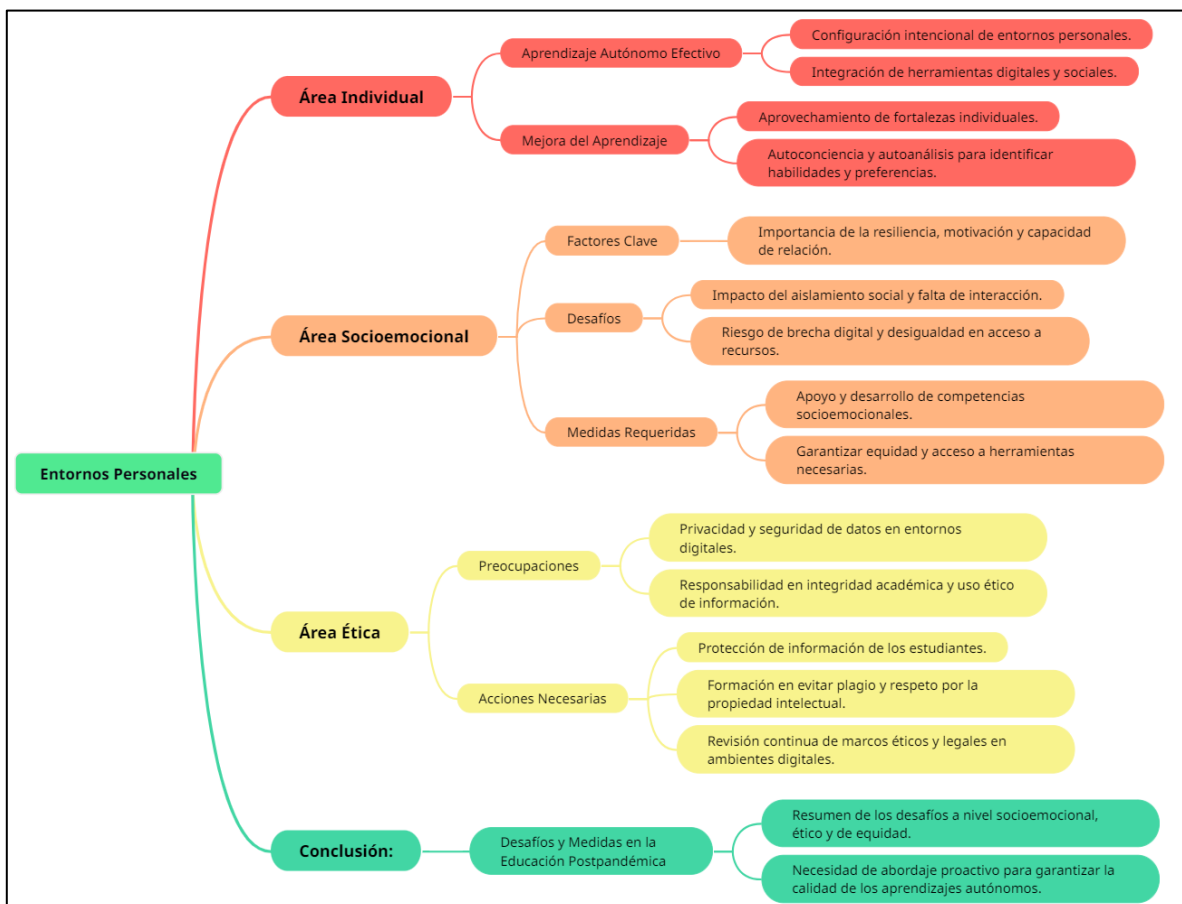 Entornos Personales
Área Individual
Aprendizaje Autónomo Efectivo
Configuración intencional de entornos personales.
Integración de herramientas digitales y sociales.
Mejora del Aprendizaje
Aprovechamiento de fortalezas individuales.
Autoconciencia y autoanálisis para identificar
habilidades y preferencias.
Área Socioemocional
Factores Clave
Importancia de la resiliencia, motivación y capacidad
de relación.
Desafíos
Impacto del aislamiento social y falta de interacción.
Riesgo de brecha digital y desigualdad en acceso a
recursos.
Medidas Requeridas
Apoyo y desarrollo de competencias
socioemocionales.
Garantizar equidad y acceso a herramientas
necesarias.
Área Ética
Preocupaciones
Privacidad y seguridad de datos en entornos
digitales.
Responsabilidad en integridad académica y uso ético
de información.
Acciones Necesarias
Protección de información de los estudiantes.
Formación en evitar plagio y respeto por la
propiedad intelectual.
Revisión continua de marcos éticos y legales en
ambientes digitales.
Conclusión:
Desafíos y Medidas en la
Educación Postpandémica
Resumen de los desafíos a nivel socioemocional,
ético y de equidad.
Necesidad de abordaje proactivo para garantizar la
calidad de los aprendizajes autónomos.